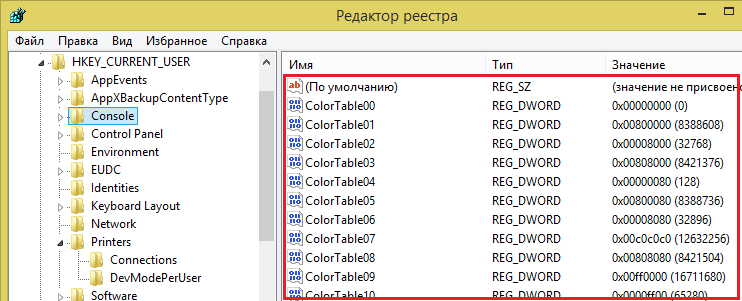 Редактор реестра
Файл Правка Вид Избранное Справка
HKEY_CURRENT_USER
AppEvents
AppXBackupContentType
Console
Control Panel
Environment
EUDC
Identities
Keyboard Layout
Network
Printers
Connections
DevModePerUser
Software
Имя Тип Значение
ab (По умолчанию) REG_SZ (значение не присвоено
ColorTable00 REG_DWORD 0x00000000 (0)
ColorTable01 REG_DWORD 0x00800000 (8388608)
ColorTable02 REG_DWORD 0x00008000 (32768)
ColorTable03 REG_DWORD 0x00808000 (8421376)
ColorTable04 REG_DWORD 0x00000080 (128)
ColorTable05 REG_DWORD 0x00800080 (8388736)
ColorTable06 REG_DWORD 0x00008080 (32896)
ColorTable07 REG_DWORD 0x00c0c0c0 (12632256)
ColorTable08 REG_DWORD 0x00808080 (8421504)
ColorTable09 REG_DWORD 0x00ff0000 (16711680)
ColorTable10 REG_DWORD 0x0000ff00 (65280)